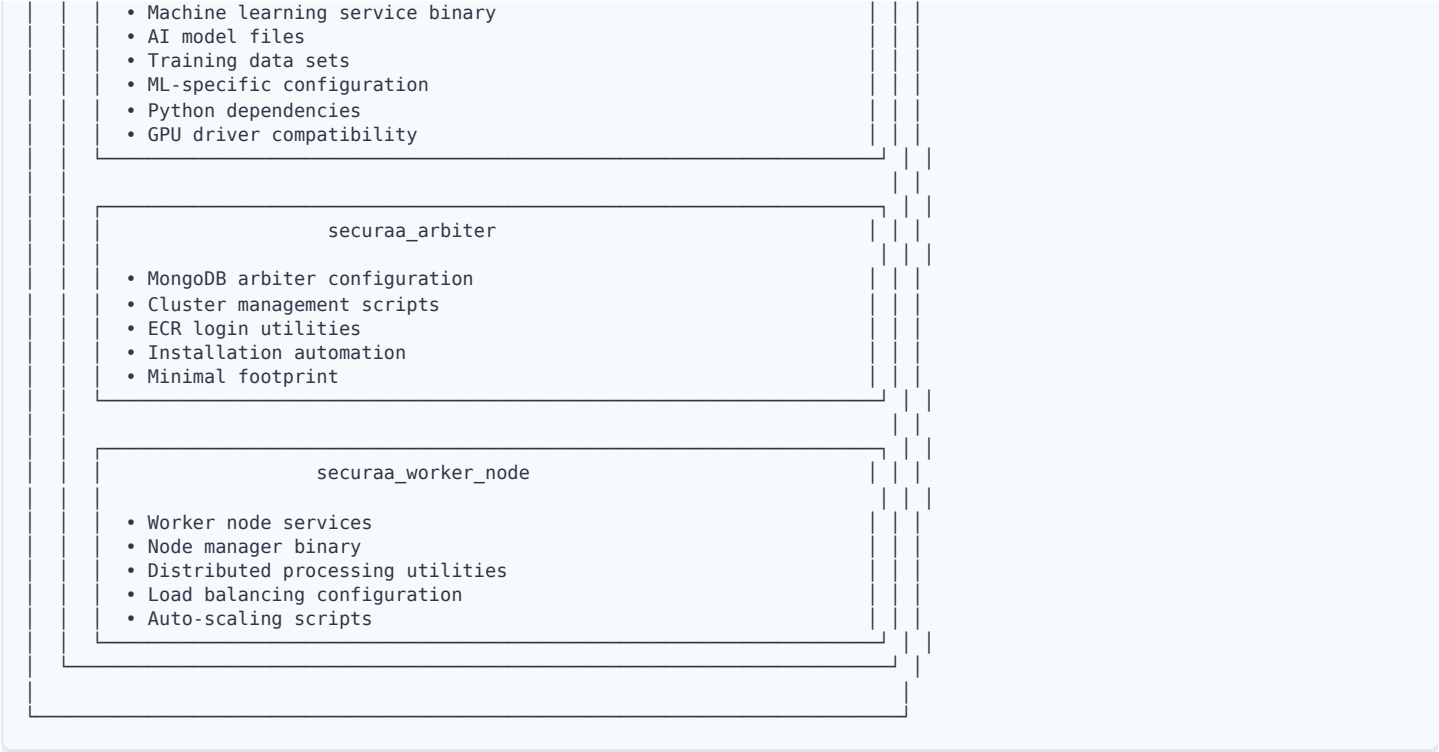 • Machine learning service binary
• AI model files
• Training data sets
• ML-specific configuration
• Python dependencies
• GPU driver compatibility
securaa_arbiter
• MongoDB arbiter configuration
• Cluster management scripts
• ECR login utilities
• Installation automation
• Minimal footprint
securaa_worker_node
• Worker node services
• Node manager binary
• Distributed processing utilities
• Load balancing configuration
• Auto-scaling scripts